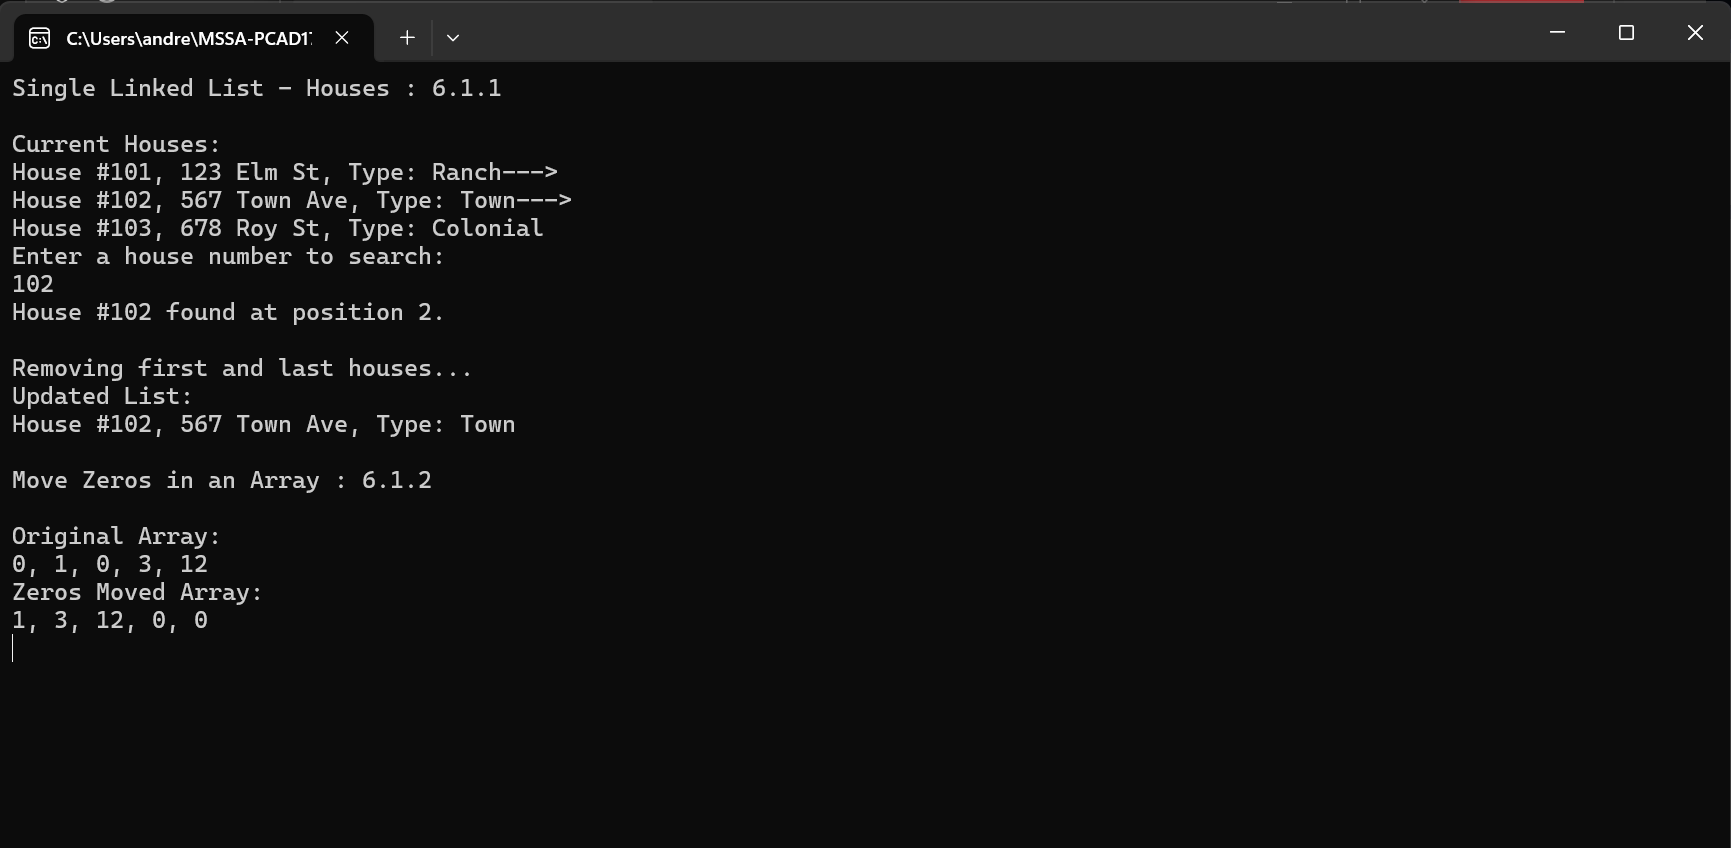 C:\Users\andre\MSSA-PCAD17
Single Linked List - Houses : 6.1.1
Current Houses:
House #101, 123 Elm St, Type: Ranch--->
House #102, 567 Town Ave, Type: Town--->
House #103, 678 Roy St, Type: Colonial
Enter a house number to search:
102
House #102 found at position 2.
Removing first and last houses...
Updated List:
House #102, 567 Town Ave, Type: Town
Move Zeros in an Array : 6.1.2
Original Array:
0, 1, 0, 3, 12
Zeros Moved Array:
1, 3, 12, 0, 0